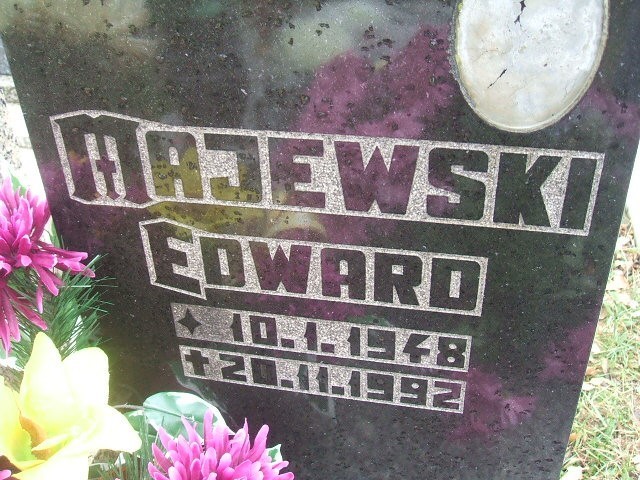 MAJEWSKI
EDWARD
✦ 10.1.1948
✝ 20.11.1992